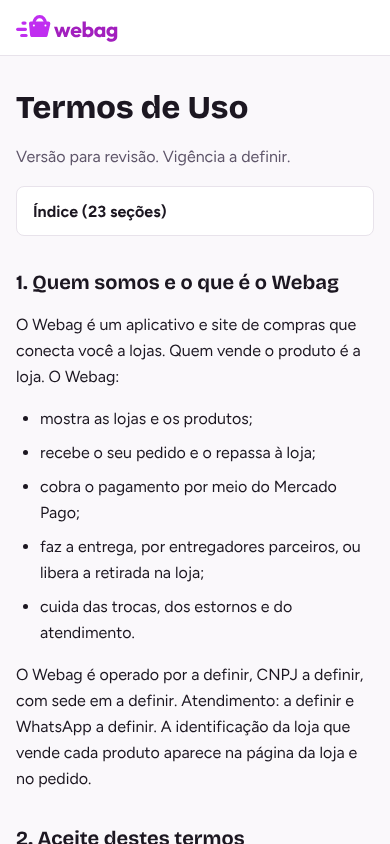 webag
Termos de Uso
Versão para revisão. Vigência a definir.
Índice (23 seções)
1. Quem somos e o que é o Webag
O Webag é um aplicativo e site de compras que
conecta você a lojas. Quem vende o produto é a
loja. O Webag:
• mostra as lojas e os produtos;
• recebe o seu pedido e o repassa à loja;
• cobra o pagamento por meio do Mercado
Pago;
• faz a entrega, por entregadores parceiros, ou
libera a retirada na loja;
• cuida das trocas, dos estornos e do
atendimento.
O Webag é operado por a definir, CNPJ a definir,
com sede em a definir. Atendimento: a definir e
WhatsApp a definir. A identificação da loja que
vende cada produto aparece na página da loja e
no pedido.
2. Aceite destes termos